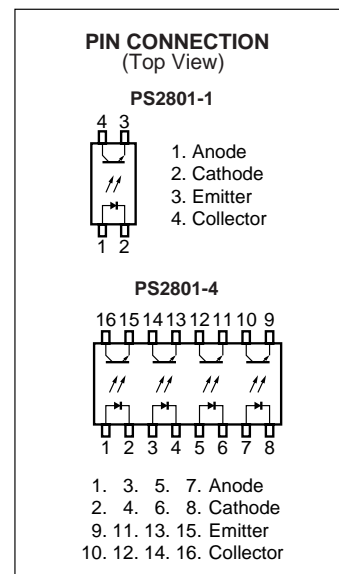 PIN CONNECTION
(Top View)
PS2801-1
4 3
1. Anode
2. Cathode
3. Emitter
4. Collector
1 2
PS2801-4
16 15 14 13 12 11 10 9
1 2 3 4 5 6 7 8
1. 3. 5. 7. Anode
2. 4. 6. 8. Cathode
9. 11. 13. 15. Emitter
10. 12. 14. 16. Collector